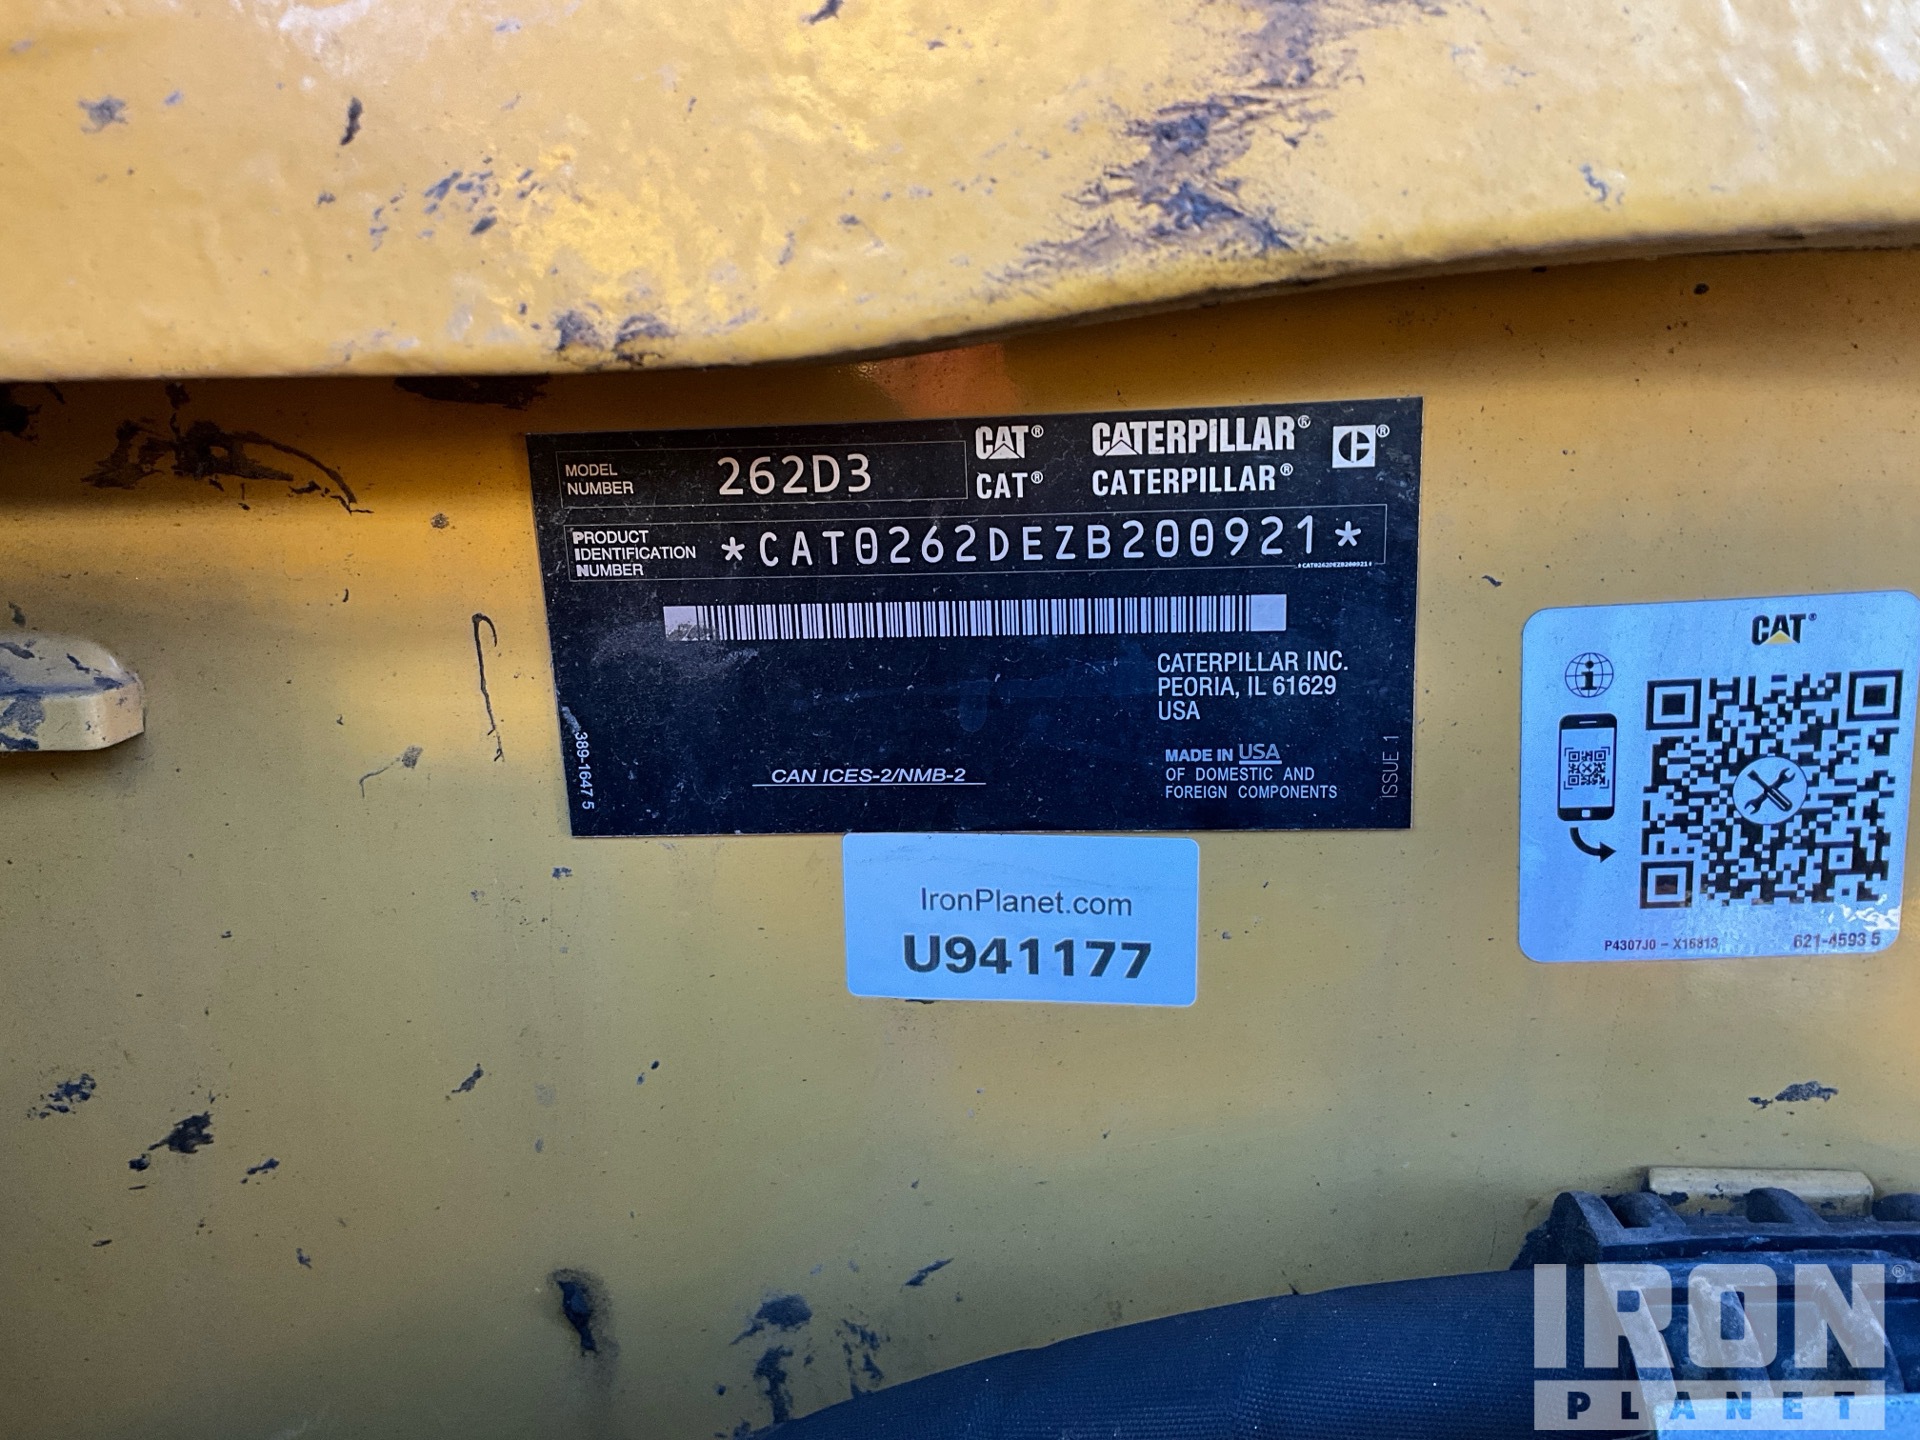 MODEL
NUMBER
262D3
CAT®
CATERPILLAR®
CAT®
CATERPILLAR®
®
PRODUCT
IDENTIFICATION
NUMBER
*CAT0262DEZB200921*
*CAT0262DEZB200921*
CATERPILLAR INC.
PEORIA, IL 61629
USA
MADE IN USA
OF DOMESTIC AND
FOREIGN COMPONENTS
CAN ICES-2/NMB-2
389-1647 5
ISSUE 1
IronPlanet.com
U941177
CAT®
P4307J0 – X16813
621-4593 5
IRON®
PLANET